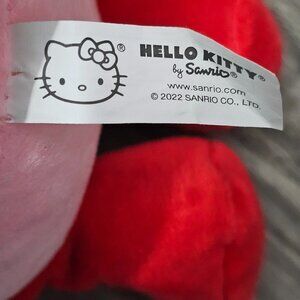 ® HELLO KITTY
by Sanrio®
www.sanrio.com
© 2022 SANRIO CO., LTD.